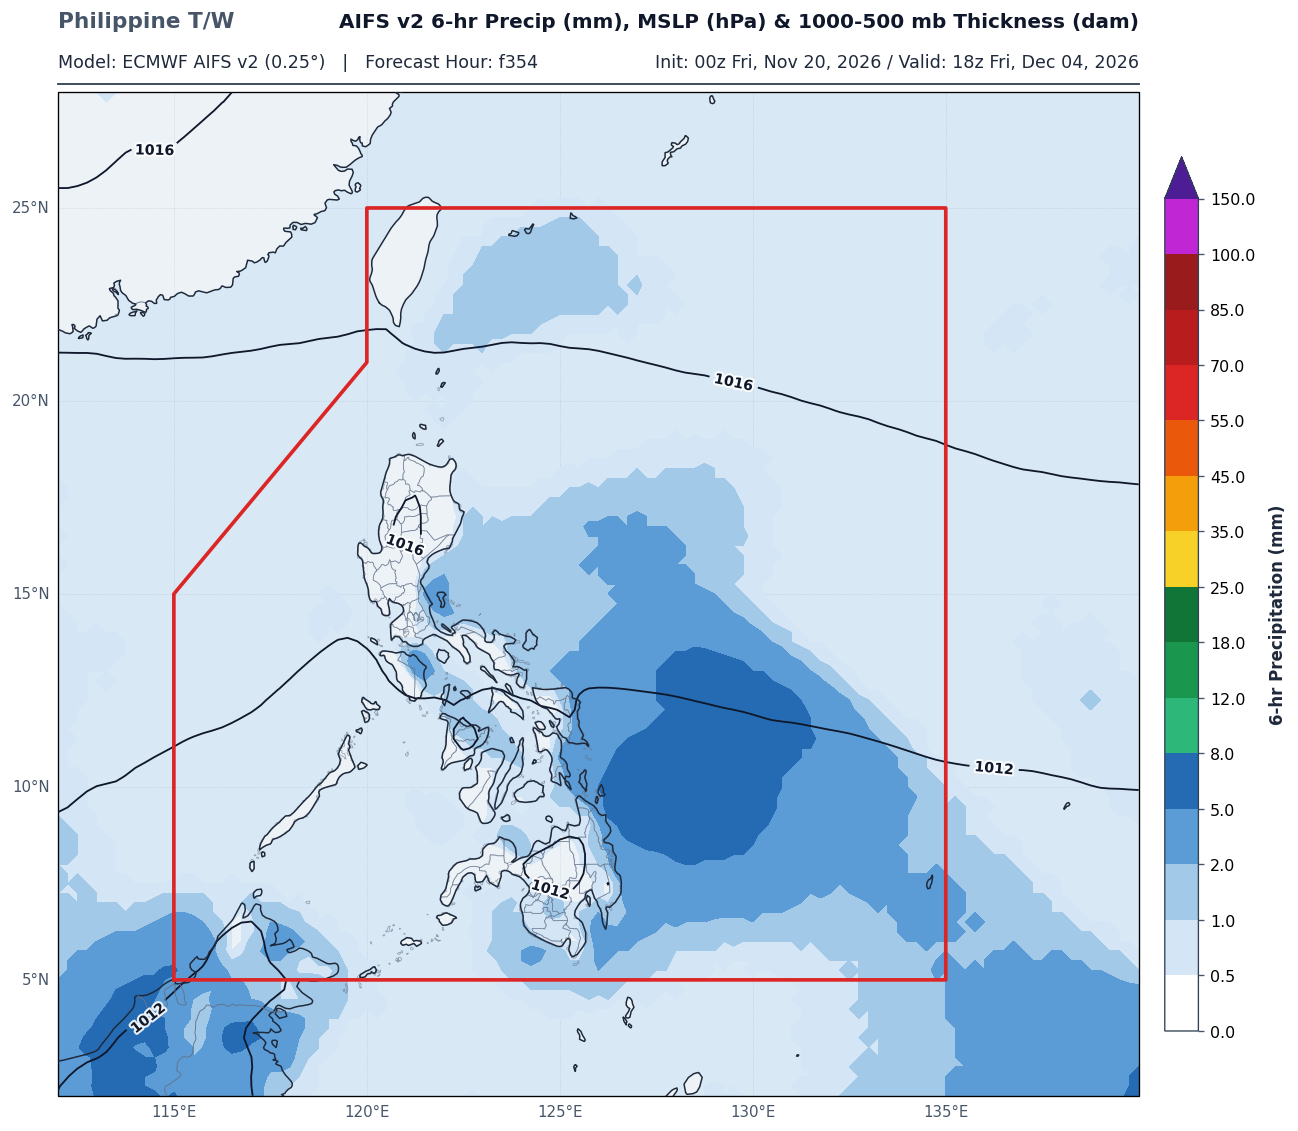 Philippine T/W
AIFS v2 6-hr Precip (mm), MSLP (hPa) & 1000-500 mb Thickness (dam)
Model: ECMWF AIFS v2 (0.25°) | Forecast Hour: f354
Init: 00z Fri, Nov 20, 2026 / Valid: 18z Fri, Dec 04, 2026
1016
1016
1016
1012
1012
1012
25°N
20°N
15°N
10°N
5°N
115°E
120°E
125°E
130°E
135°E
150.0
100.0
85.0
70.0
55.0
45.0
35.0
25.0
18.0
12.0
8.0
5.0
2.0
1.0
0.5
0.0
6-hr Precipitation (mm)